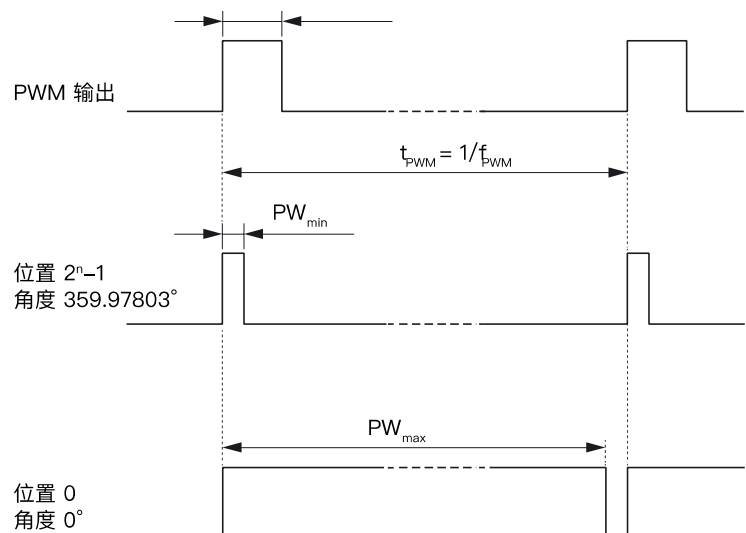 PWM 输出
tPWM = 1/fPWM
PWmin
位置 2ⁿ–1
角度 359.97803°
PWmax
位置 0
角度 0°